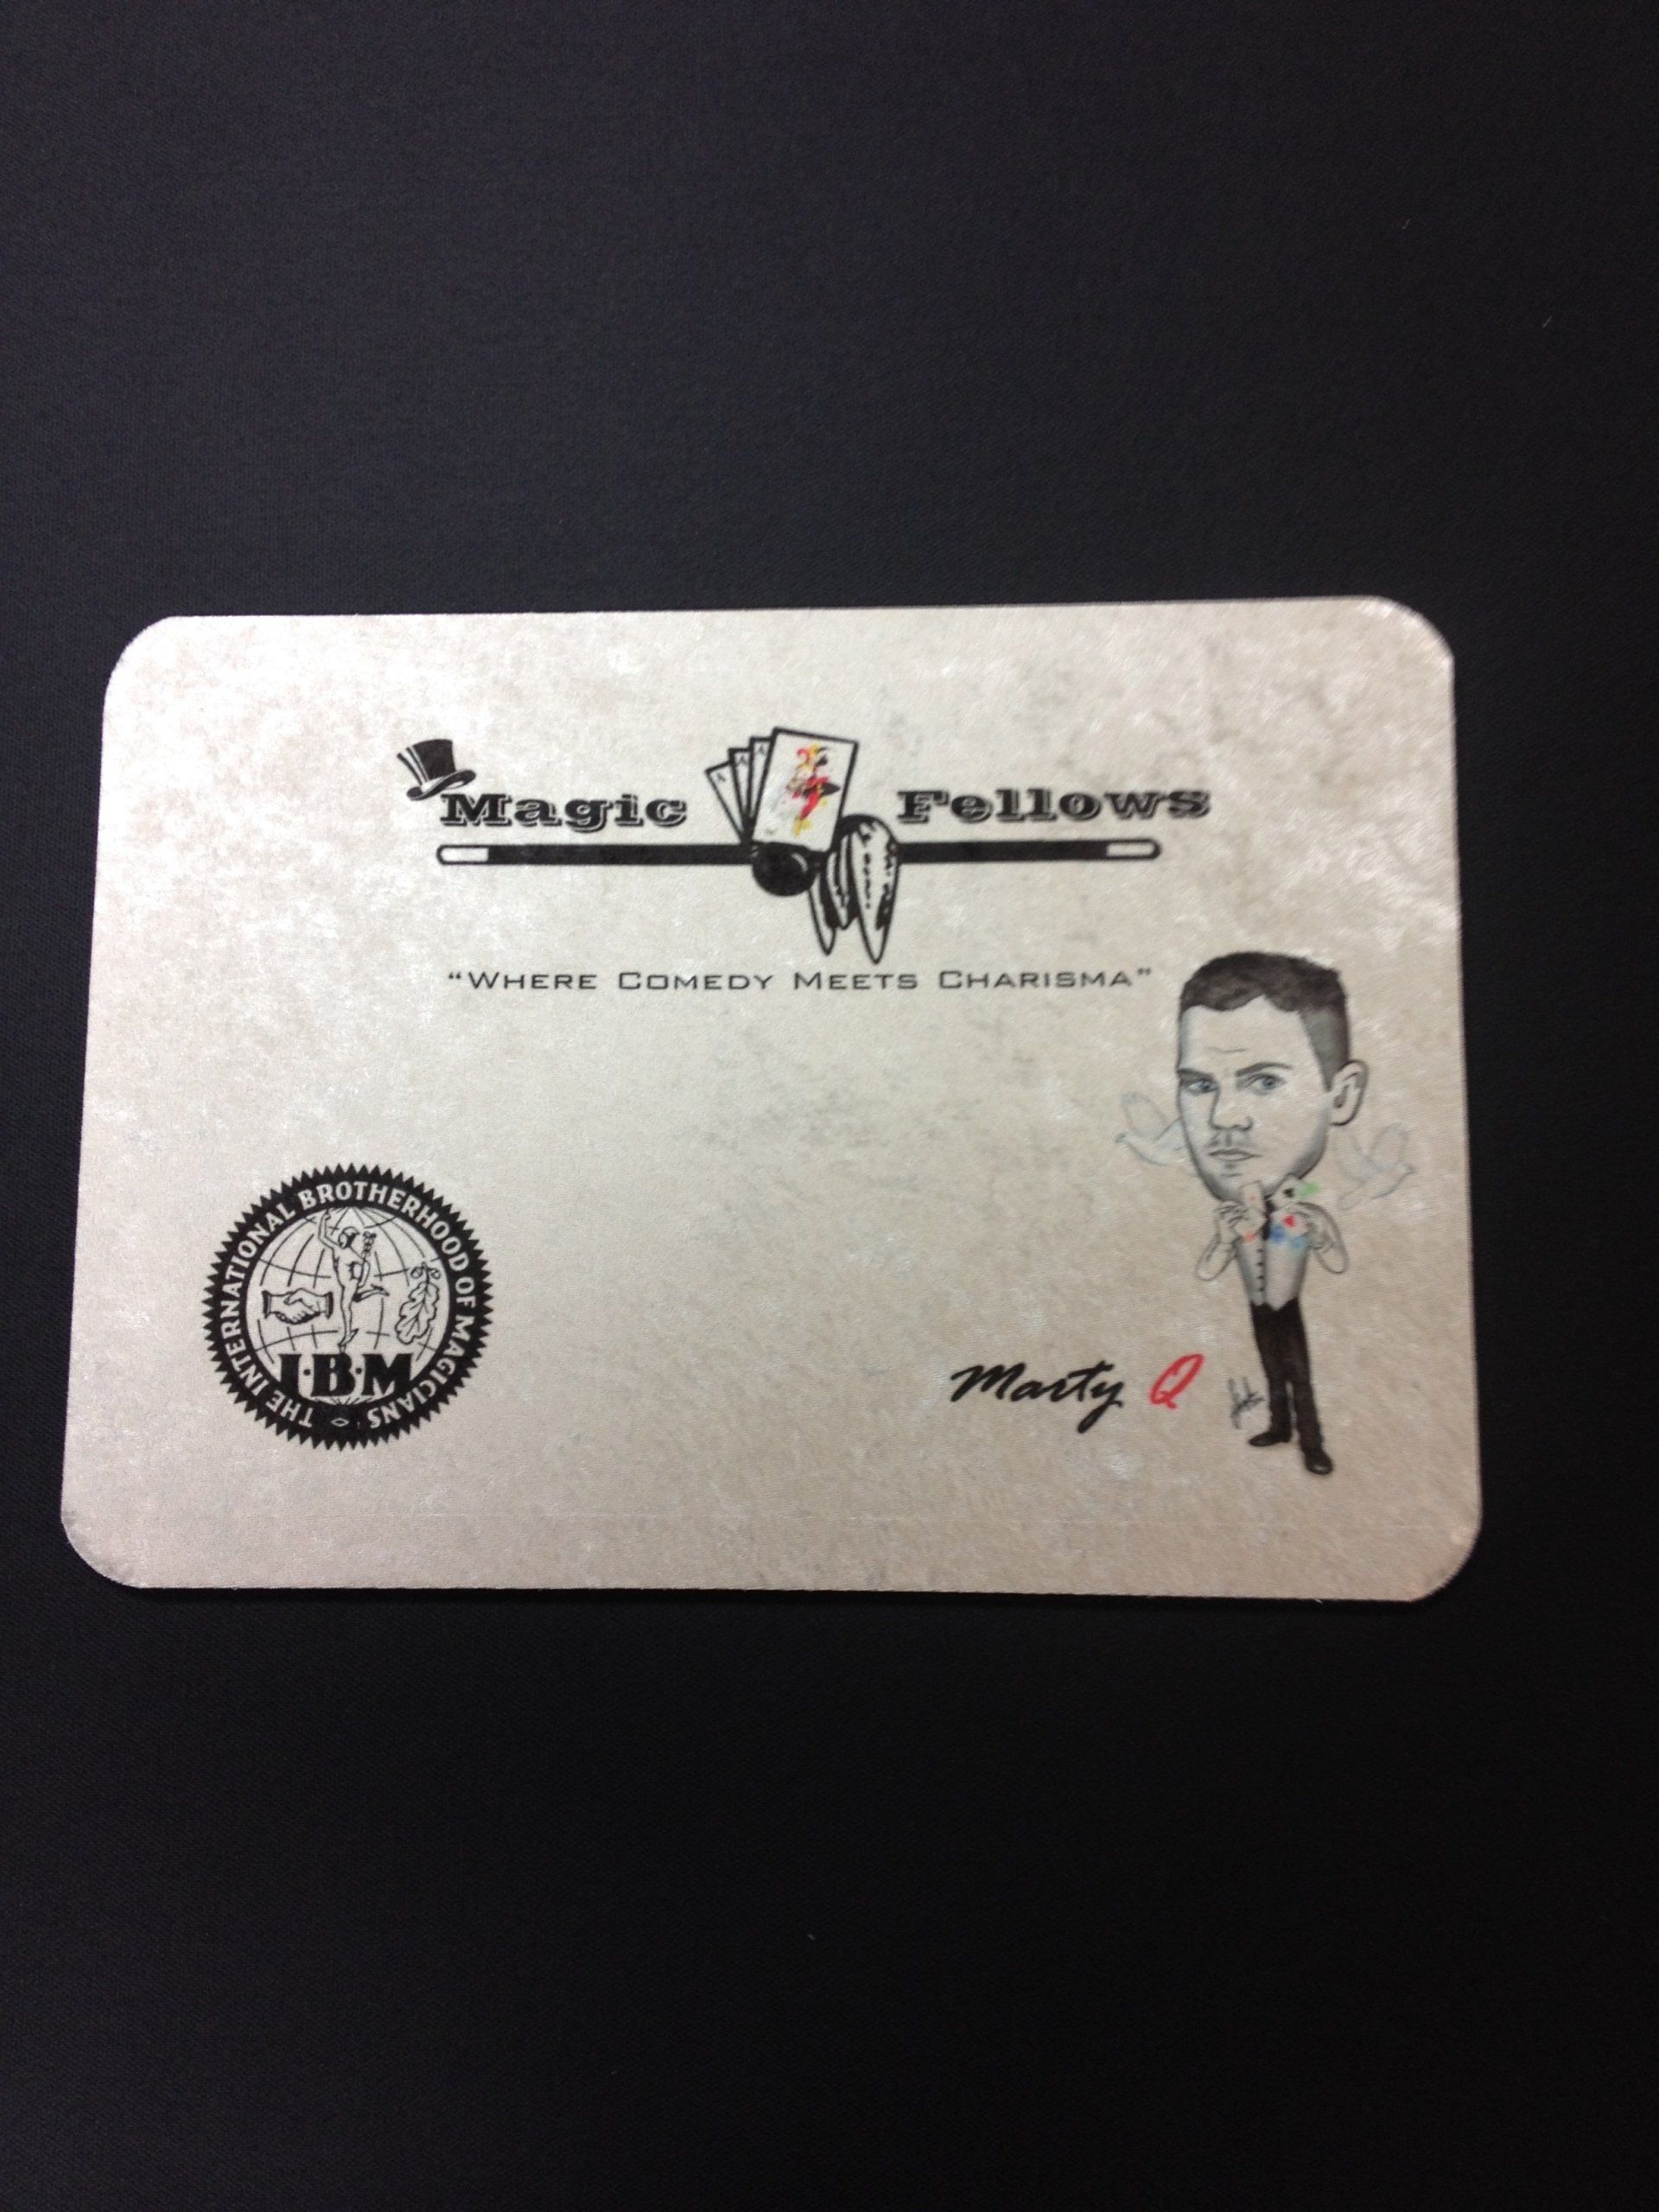 Magic Fellows
A A A
"WHERE COMEDY MEETS CHARISMA"
THE INTERNATIONAL BROTHERHOOD OF MAGICIANS
I·B·M
Marty Q